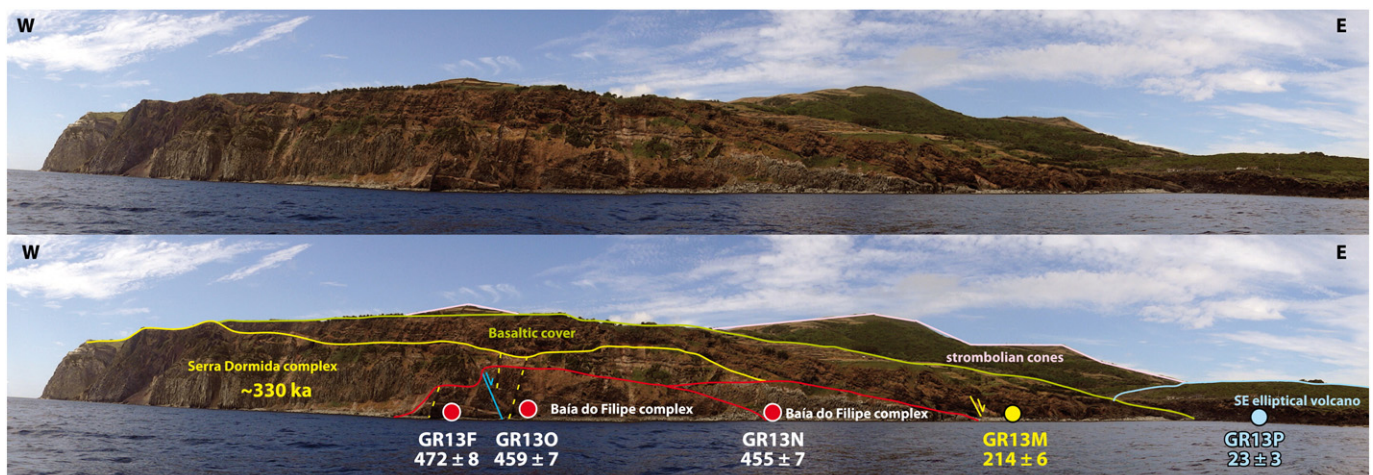 W
E
W
E
Basaltic cover
Serra Dormida complex
~330 ka
strombolian cones
Baía do Filipe complex
Baía do Filipe complex
SE elliptical volcano
GR13F
472 ± 8
GR13O
459 ± 7
GR13N
455 ± 7
GR13M
214 ± 6
GR13P
23 ± 3